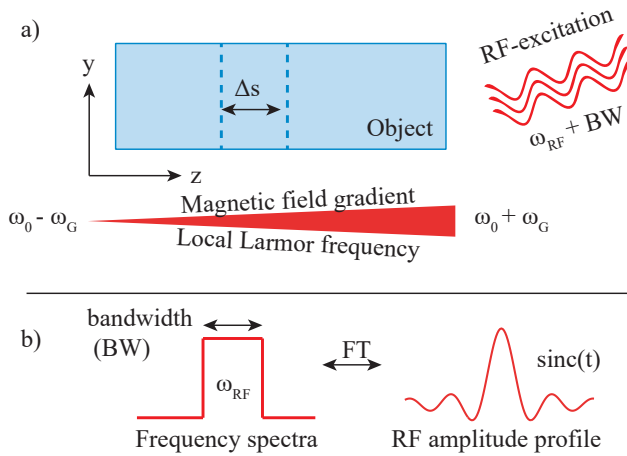 a)
y
Δs
Object
z
RF-excitation
ω_RF + BW
Magnetic field gradient
ω_0 - ω_G
ω_0 + ω_G
Local Larmor frequency
b)
bandwidth
(BW)
ω_RF
FT
sinc(t)
Frequency spectra
RF amplitude profile